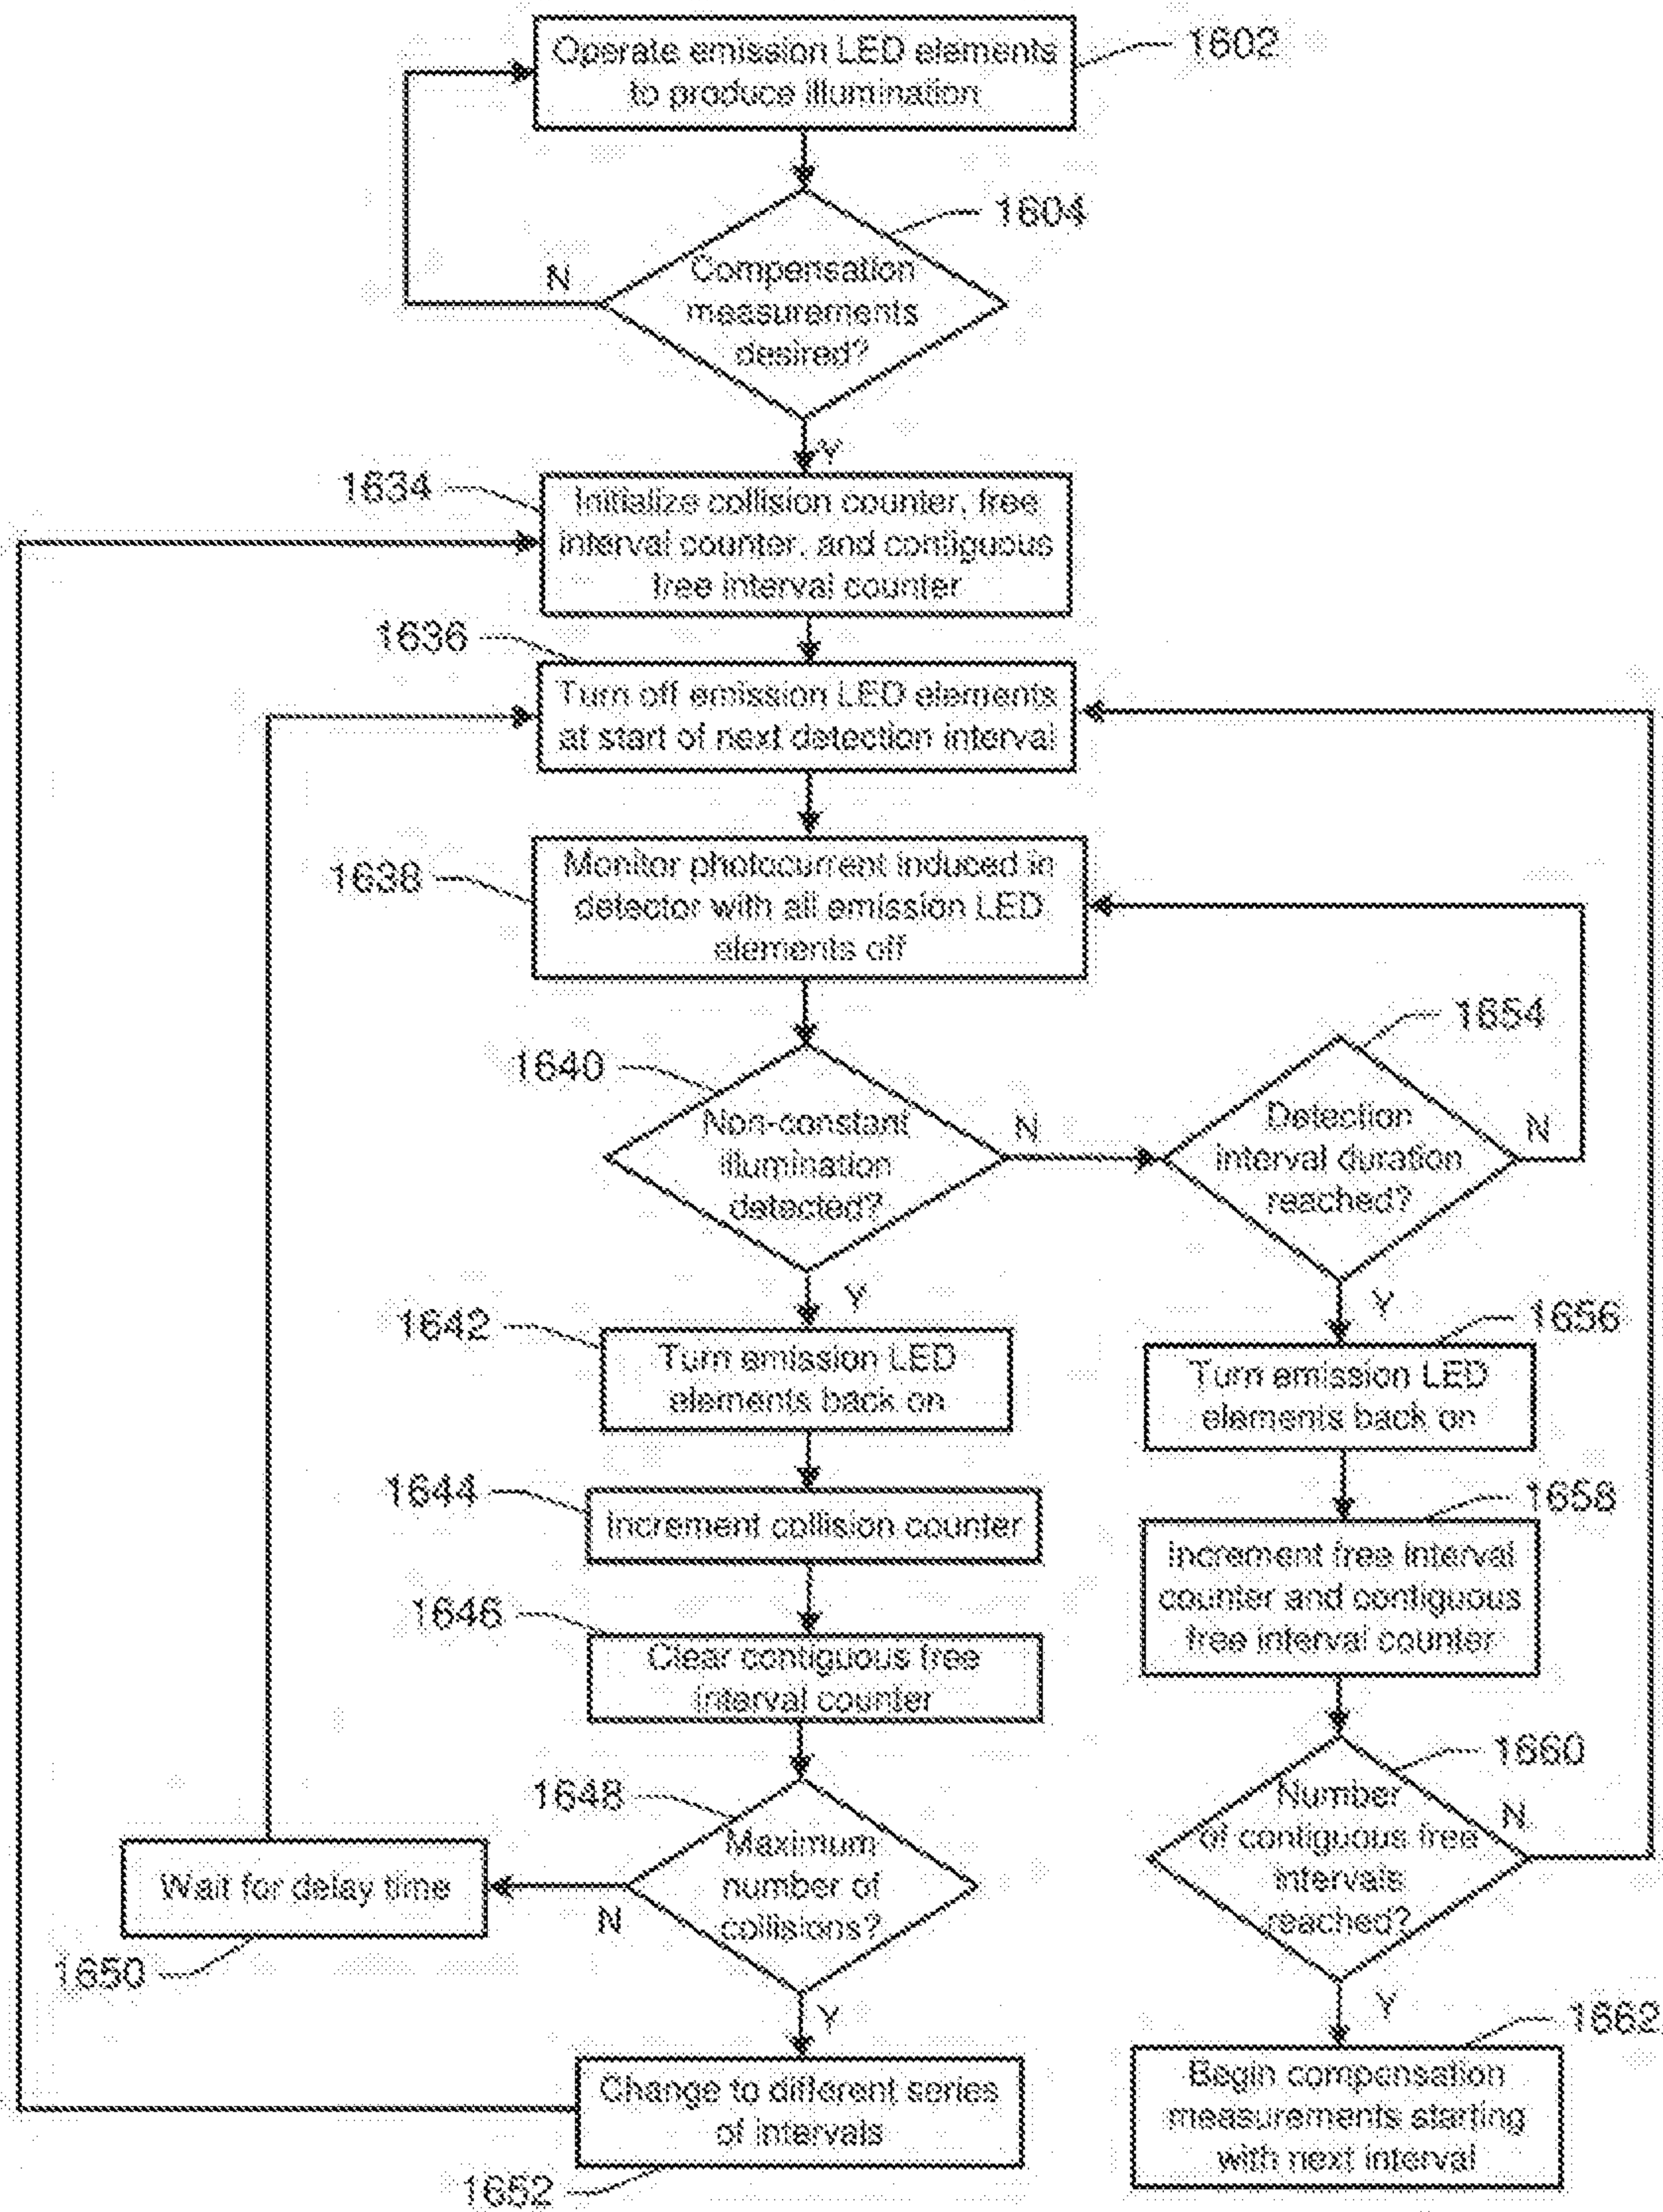 Operate emission LED elements
to produce illumination
1602
1604
Compensation
measurements
desired?
N
Y
1634
Initialize collision counter, free
interval counter, and contiguous
free interval counter
1636
Turn off emission LED elements
at start of next detection interval
1638
Monitor photocurrent induced in
detector with all emission LED
elements off
1640
Non-constant
illumination
detected?
N
Y
1654
Detection
interval duration
reached?
N
Y
1642
Turn emission LED
elements back on
1656
Turn emission LED
elements back on
1644
Increment collision counter
1658
Increment free interval
counter and contiguous
free interval counter
1646
Clear contiguous free
interval counter
1648
Maximum
number of
collisions?
N
Y
1660
Number
of contiguous free
intervals
reached?
N
Y
Wait for delay time
1650
Change to different series
of intervals
1652
1662
Begin compensation
measurements starting
with next interval